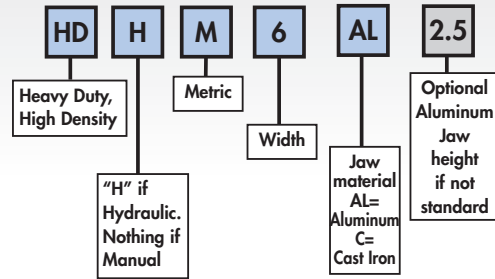 HD H M 6 AL 2.5
Heavy Duty,
High Density
"H" if
Hydraulic.
Nothing if
Manual
Metric
Width
Jaw
material
AL=
Aluminum
C=
Cast Iron
Optional
Aluminum
Jaw
height
if not
standard